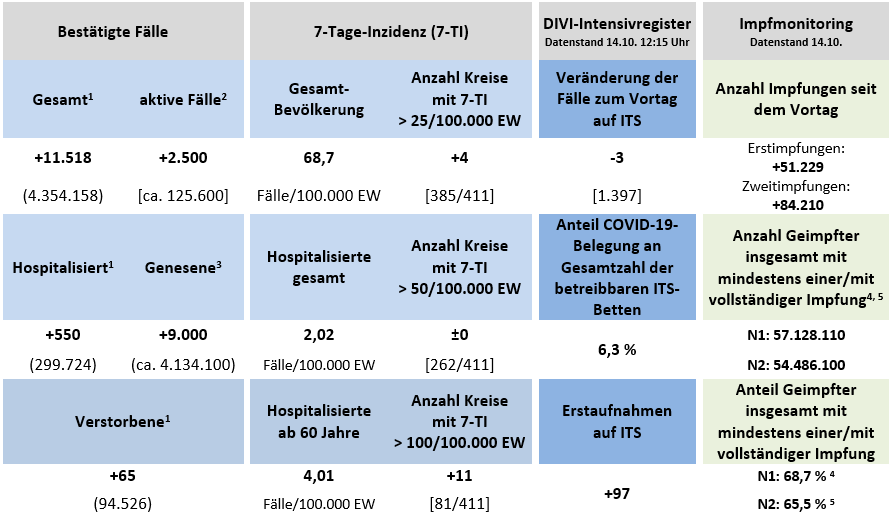 Bestätigte Fälle
7-Tage-Inzidenz (7-TI)
DIVI-Intensivregister
Datenstand 14.10. 12:15 Uhr
Impfmonitoring
Datenstand 14.10.
Gesamt¹
aktive Fälle²
Gesamt-
Bevölkerung
Anzahl Kreise
mit 7-TI
> 25/100.000 EW
Veränderung der
Fälle zum Vortag
auf ITS
Anzahl Impfungen seit
dem Vortag
+11.518
+2.500
68,7
+4
-3
Erstimpfungen:
+51.229
(4.354.158)
[ca. 125.600]
Fälle/100.000 EW
[385/411]
[1.397]
Zweitimpfungen:
+84.210
Hospitalisiert¹
Genesene³
Hospitalisierte
gesamt
Anzahl Kreise
mit 7-TI
> 50/100.000 EW
Anteil COVID-19-
Belegung an
Gesamtzahl der
betreibbaren ITS-
Betten
Anzahl Geimpfter
insgesamt mit
mindestens einer/mit
vollständiger Impfung⁴, ⁵
+550
+9.000
2,02
±0
6,3 %
N1: 57.128.110
(299.724)
(ca. 4.134.100)
Fälle/100.000 EW
[262/411]
N2: 54.486.100
Verstorbene¹
Hospitalisierte
ab 60 Jahre
Anzahl Kreise
mit 7-TI
> 100/100.000 EW
Erstaufnahmen
auf ITS
Anteil Geimpfter
insgesamt mit
mindestens einer/mit
vollständiger Impfung
+65
4,01
+11
+97
N1: 68,7 % ⁴
(94.526)
Fälle/100.000 EW
[81/411]
N2: 65,5 % ⁵